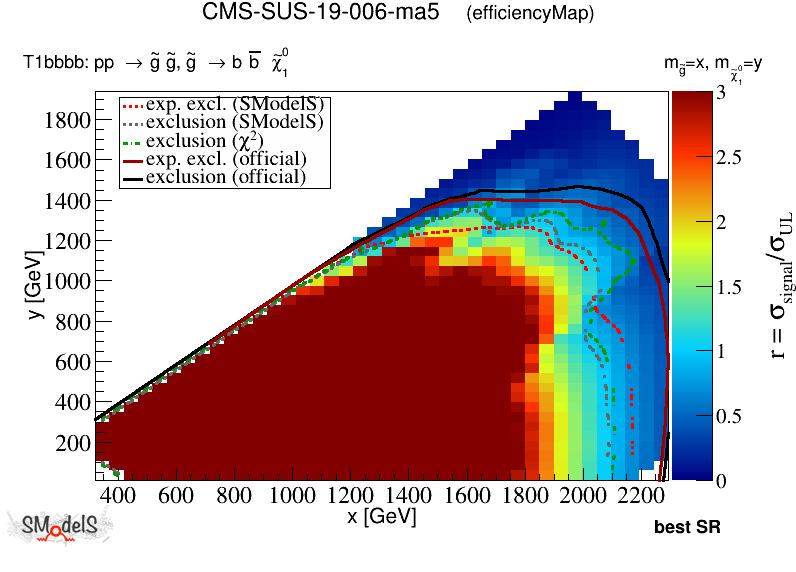 CMS-SUS-19-006-ma5 (efficiencyMap)
T1bbbb: pp → g̃ g̃, g̃ → b b̅ χ̃₁⁰
m_g̃=x, m_χ̃₁⁰=y
exp. excl. (SModelS)
exclusion (SModelS)
exclusion (χ²)
exp. excl. (official)
exclusion (official)
1800
1600
1400
1200
1000
800
600
400
200
y [GeV]
400 600 800 1000 1200 1400 1600 1800 2000 2200
x [GeV]
3
2.5
2
1.5
1
0.5
0
r = σ_signal/σ_UL
SModelS
best SR